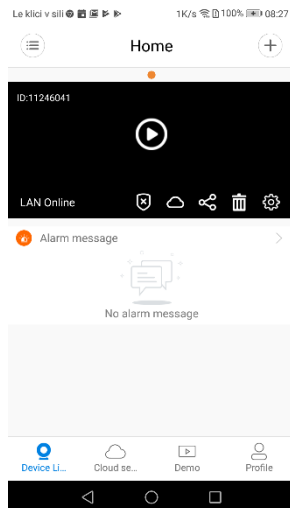 Le klici v sili 1K/s 100% 08:27
Home
ID:11246041
LAN Online
Alarm message
No alarm message
Device Li... Cloud se... Demo Profile